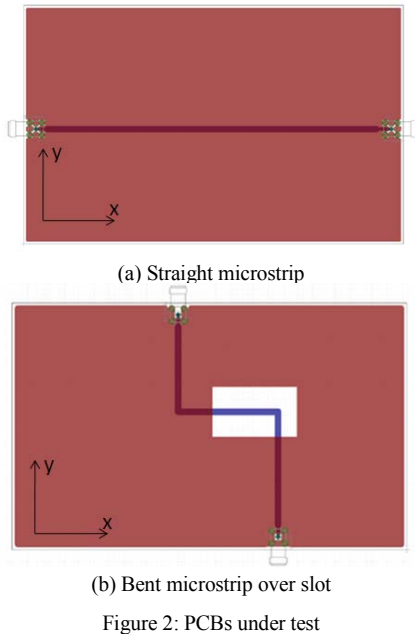 y
x
(a) Straight microstrip
y
x
(b) Bent microstrip over slot
Figure 2: PCBs under test